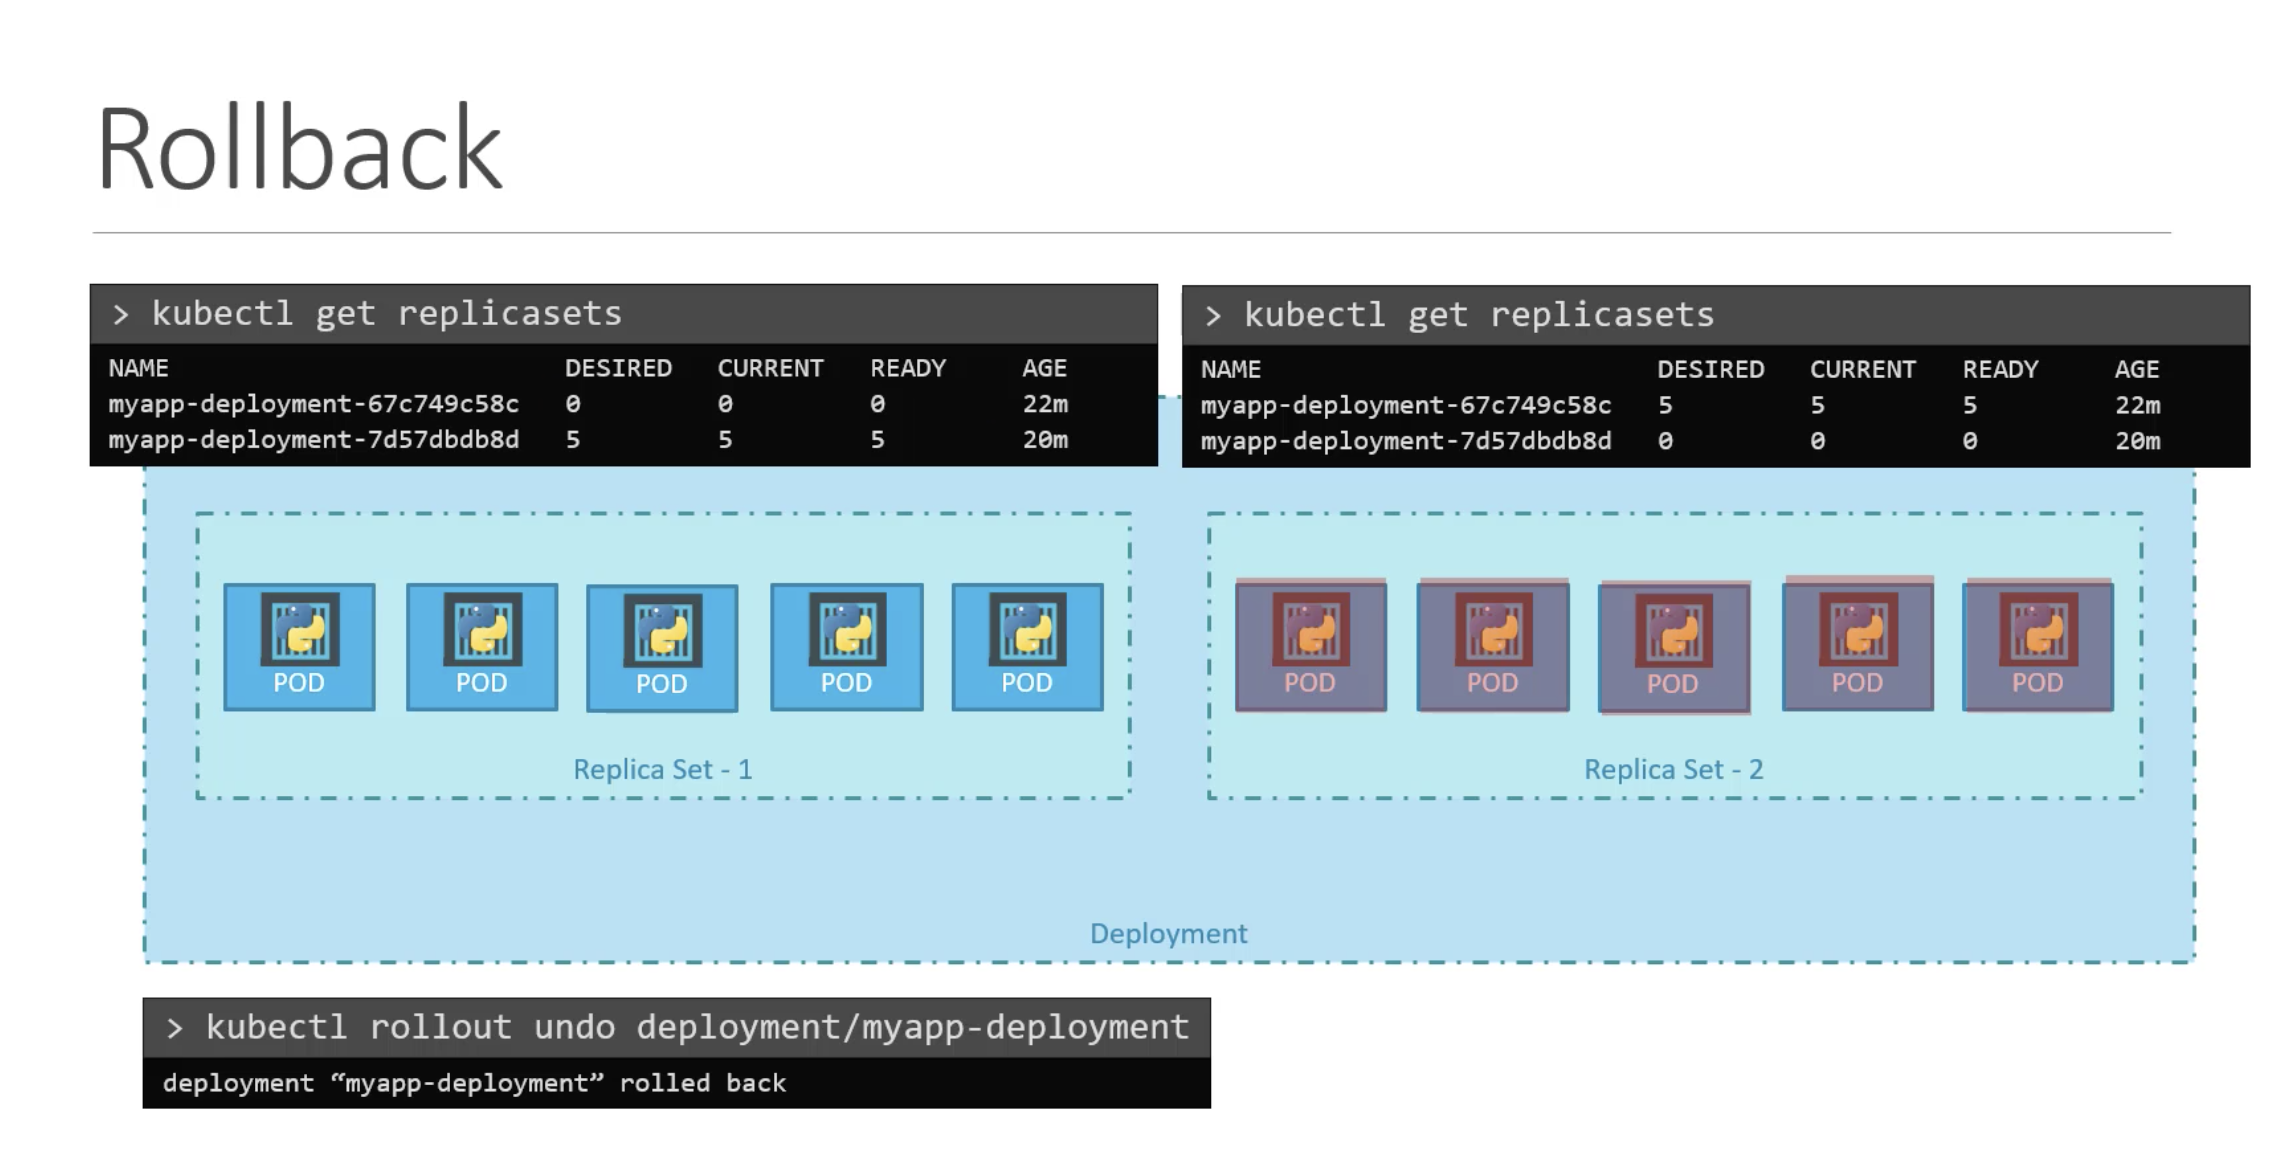 Rollback
> kubectl get replicasets
NAME DESIRED CURRENT READY AGE
myapp-deployment-67c749c58c 0 0 0 22m
myapp-deployment-7d57dbdb8d 5 5 5 20m
> kubectl get replicasets
NAME DESIRED CURRENT READY AGE
myapp-deployment-67c749c58c 5 5 5 22m
myapp-deployment-7d57dbdb8d 0 0 0 20m
POD POD POD POD POD
Replica Set - 1
POD POD POD POD POD
Replica Set - 2
Deployment
> kubectl rollout undo deployment/myapp-deployment
deployment “myapp-deployment” rolled back